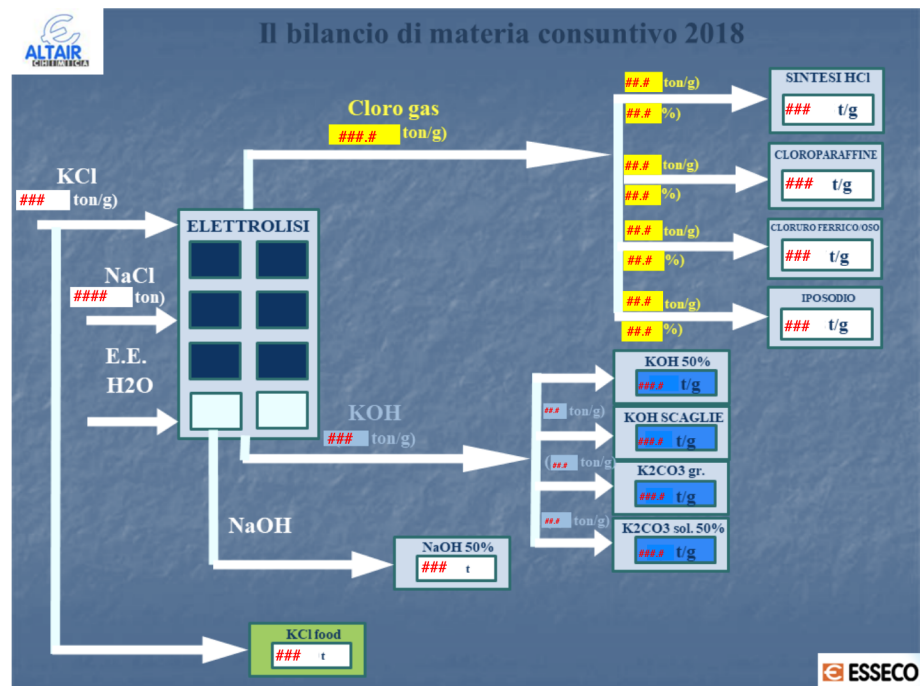 ALTAIR
CHIMICA
Il bilancio di materia consuntivo 2018
Cloro gas
###.# ton/g)
##.# ton/g)
##.# %)
SINTESI HCl
### t/g
##.# ton/g)
##.# %)
CLOROPARAFFINE
### t/g
##.# ton/g)
##.# %)
CLORURO FERRICO/OSO
### t/g
##.# ton/g)
##.# %)
IPOSODIO
### t/g
KCl
### ton/g)
NaCl
#### ton)
E.E.
H2O
ELETTROLISI
KOH
### ton/g)
KOH 50%
###.# t/g
##.# ton/g)
KOH SCAGLIE
###.# t/g
(##.# ton/g)
K2CO3 gr.
###.# t/g
##.# ton/g)
K2CO3 sol. 50%
###.# t/g
NaOH
NaOH 50%
### t
KCl food
### t
ESSECO